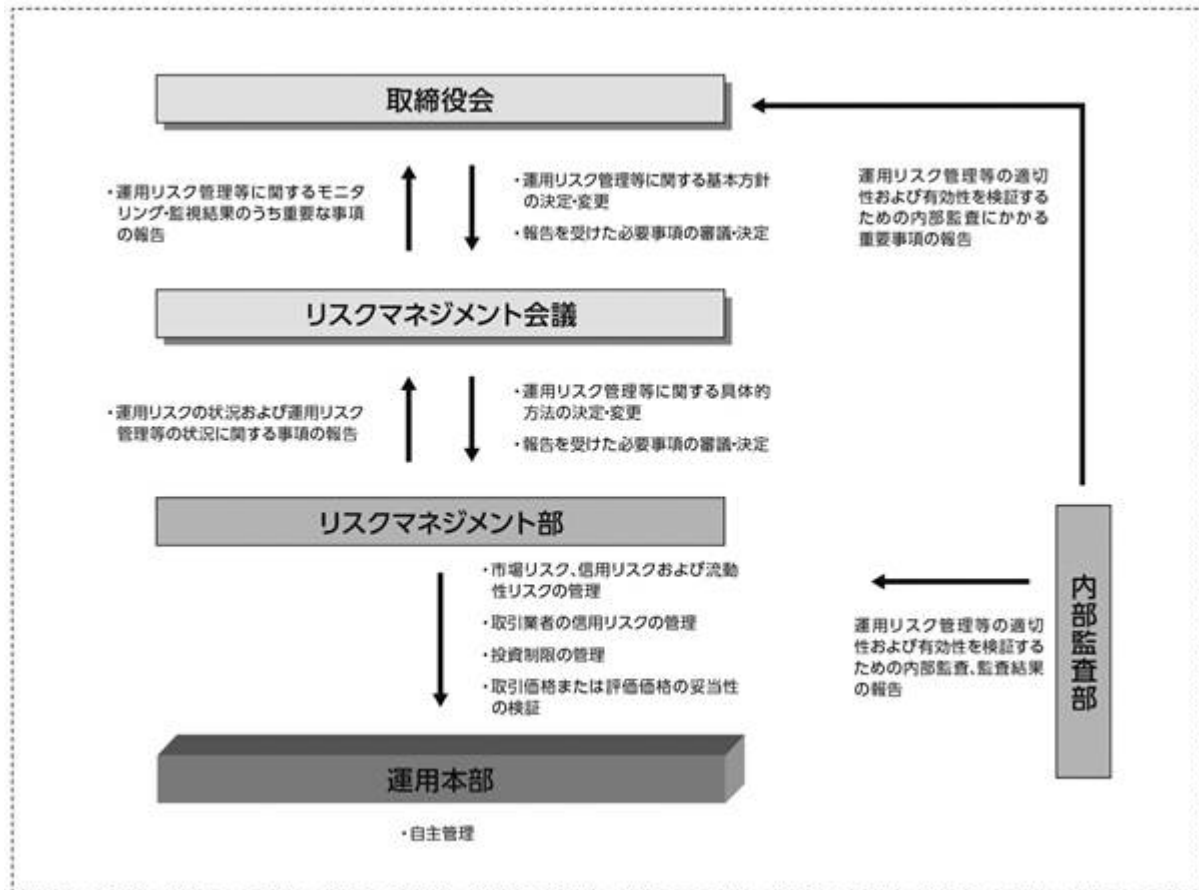 取締役会
・運用リスク管理等に関するモニタ
リング・監視結果のうち重要な事項
の報告
・運用リスク管理等に関する基本方針
の決定・変更
・報告を受けた必要事項の審議・決定
運用リスク管理等の適切
性および有効性を検証する
ための内部監査にかかる
重要事項の報告
リスクマネジメント会議
・運用リスクの状況および運用リスク
管理等の状況に関する事項の報告
・運用リスク管理等に関する具体的
方法の決定・変更
・報告を受けた必要事項の審議・決定
リスクマネジメント部
・市場リスク、信用リスクおよび流動
性リスクの管理
・取引業者の信用リスクの管理
・投資制限の管理
・取引価格または評価価格の妥当性
の検証
運用リスク管理等の適切
性および有効性を検証する
ための内部監査、監査結果
の報告
内部監査部
運用本部
・自主管理